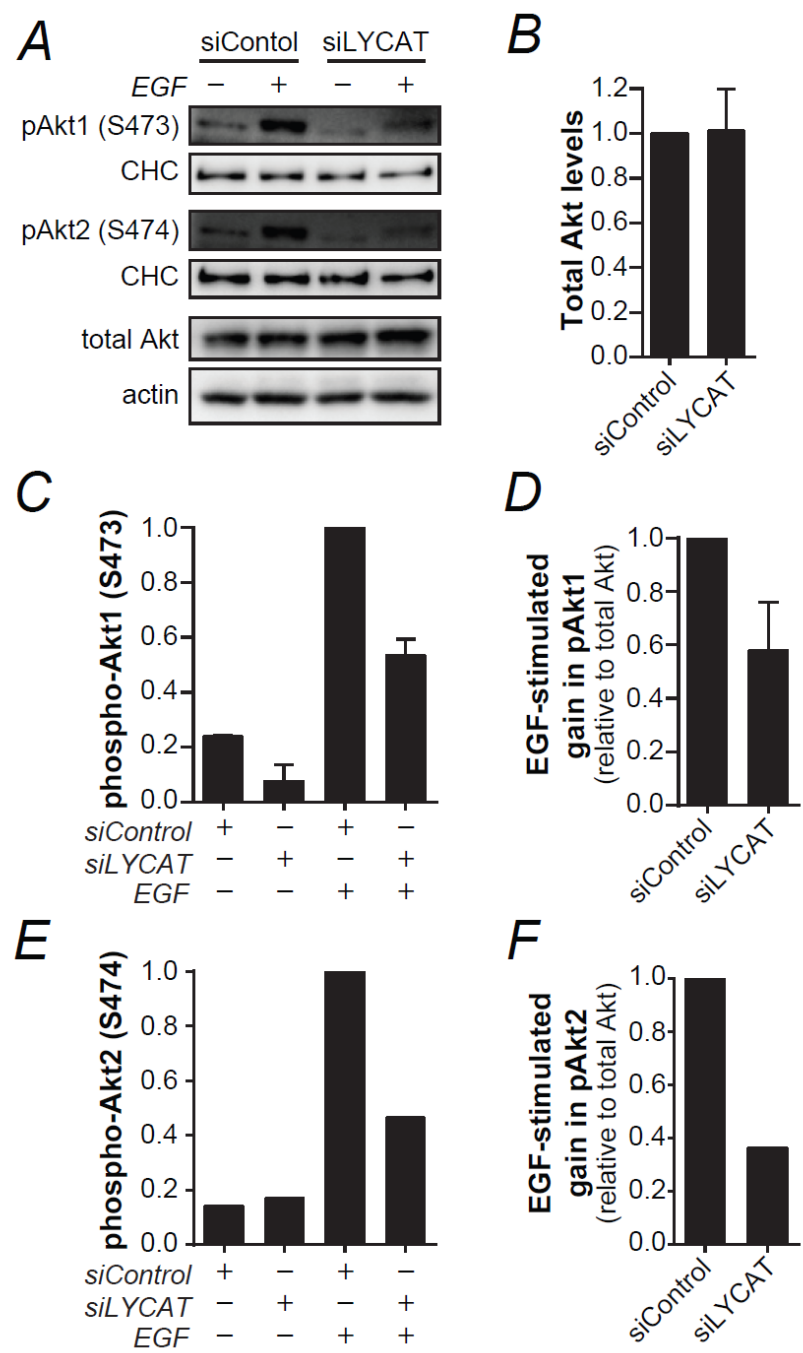 A
siContol siLYCAT
EGF – + – +
pAkt1 (S473)
CHC
pAkt2 (S474)
CHC
total Akt
actin
B
Total Akt levels
1.2
1.0
0.8
0.6
0.4
0.2
0.0
siControl
siLYCAT
C
phospho-Akt1 (S473)
1.0
0.8
0.6
0.4
0.2
0.0
siControl + – + –
siLYCAT – + – +
EGF – – + +
D
EGF-stimulated
gain in pAkt1
(relative to total Akt)
1.0
0.8
0.6
0.4
0.2
0.0
siControl
siLYCAT
E
phospho-Akt2 (S474)
1.0
0.8
0.6
0.4
0.2
0.0
siControl + – + –
siLYCAT – + – +
EGF – – + +
F
EGF-stimulated
gain in pAkt2
(relative to total Akt)
1.0
0.8
0.6
0.4
0.2
0.0
siControl
siLYCAT